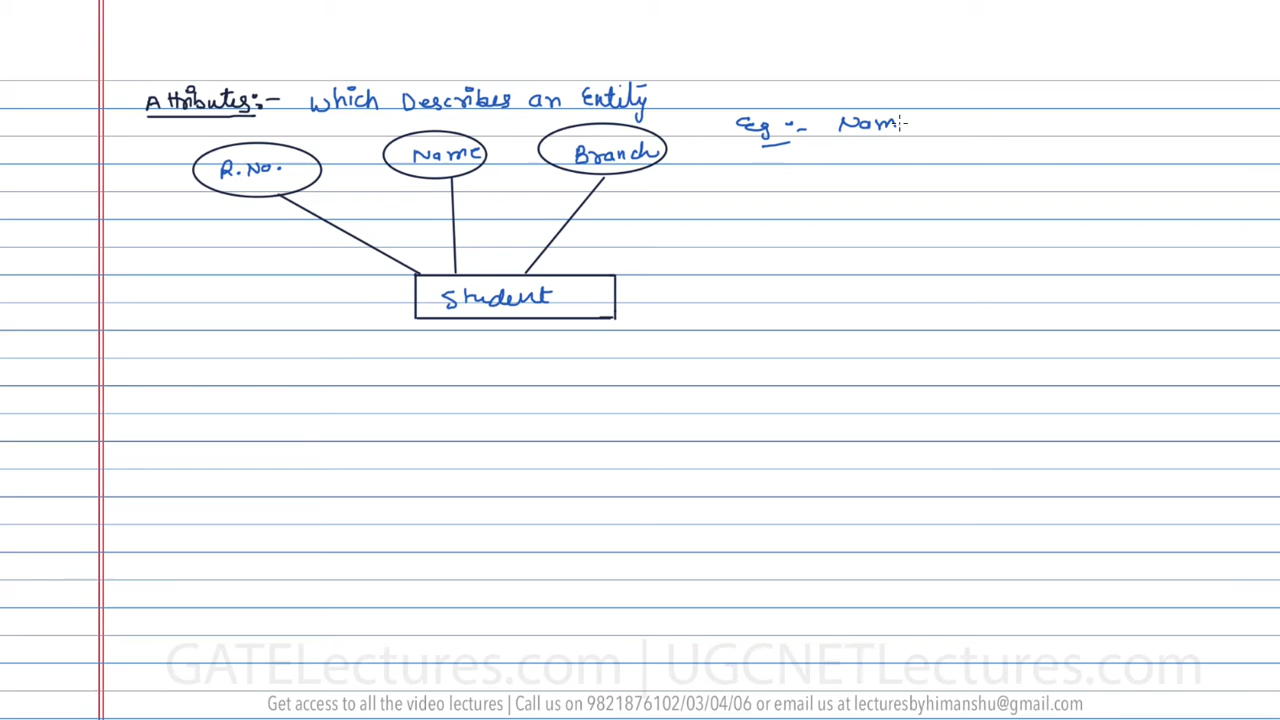 Attributes:- Which Describes an Entity
Eg :- Nam
R.No.
Name
Branch
Student
GATELectures.com | UGCNETLectures.com
Get access to all the video lectures | Call us on 9821876102/03/04/06 or email us at lecturesbyhimanshu@gmail.com